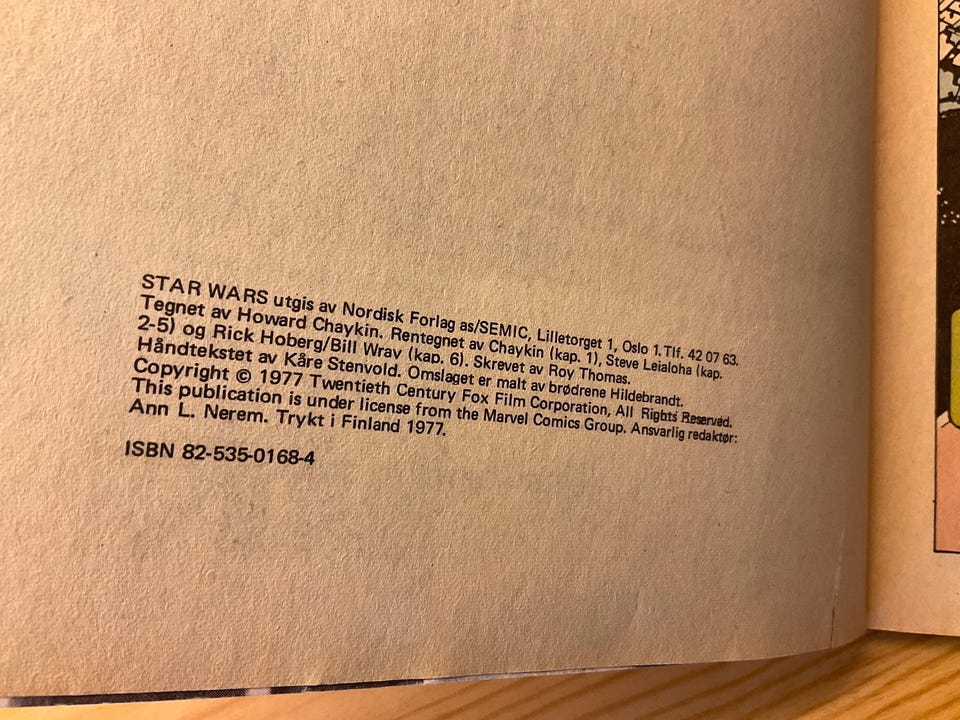 STAR WARS utgis av Nordisk Forlag as/SEMIC, Lilletorget 1, Oslo 1. Tlf. 42 07 63.
Tegnet av Howard Chaykin. Rentegnet av Chaykin (kap. 1), Steve Leialoha (kap.
2-5) og Rick Hoberg/Bill Wray (kap. 6). Skrevet av Roy Thomas.
Håndtekstet av Kåre Stenvold. Omslaget er malt av brødrene Hildebrandt.
Copyright © 1977 Twentieth Century Fox Film Corporation, All Rights Reserved.
This publication is under license from the Marvel Comics Group. Ansvarlig redaktør:
Ann L. Nerem. Trykt i Finland 1977.
ISBN 82-535-0168-4